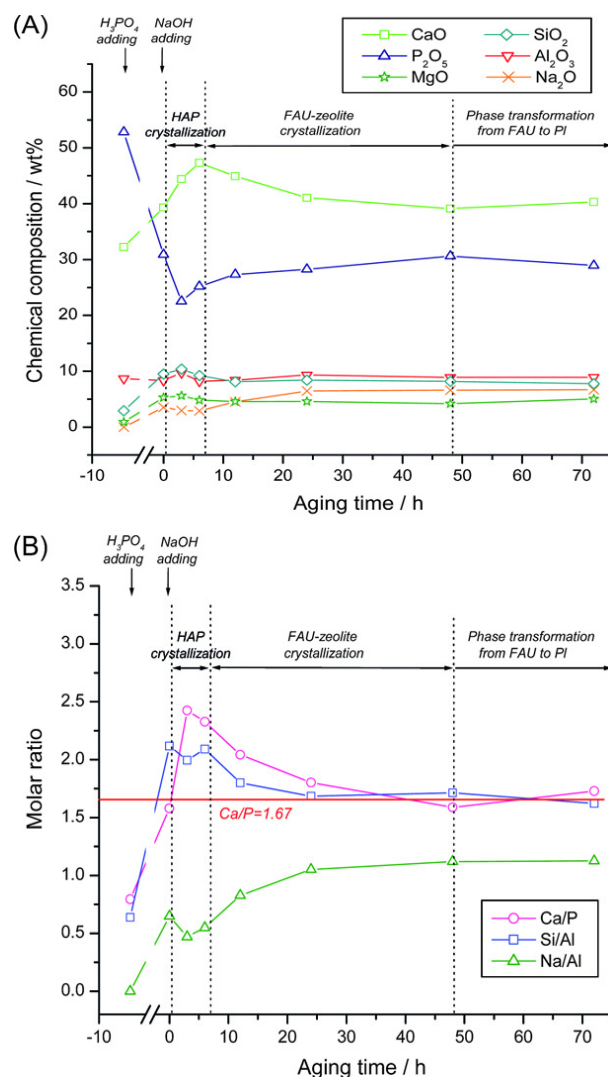 (A)
H₃PO₄
adding
NaOH
adding
CaO
SiO₂
P₂O₅
Al₂O₃
MgO
Na₂O
HAP
crystallization
FAU-zeolite
crystallization
Phase transformation
from FAU to PI
60
50
40
30
20
10
0
Chemical composition / wt%
-10
0
10
20
30
40
50
60
70
Aging time / h
(B)
H₃PO₄
adding
NaOH
adding
3.5
3.0
2.5
2.0
1.5
1.0
0.5
0.0
Molar ratio
HAP
crystallization
FAU-zeolite
crystallization
Phase transformation
from FAU to PI
Ca/P=1.67
Ca/P
Si/Al
Na/Al
-10
0
10
20
30
40
50
60
70
Aging time / h